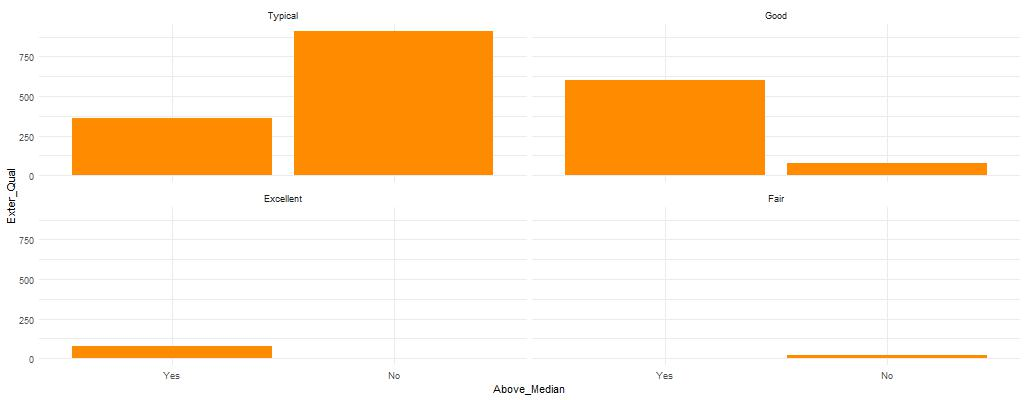 Typical
Good
750
500
250
0
Exter_Qual
Excellent
Fair
750
500
250
0
Yes
No
Yes
No
Above_Median